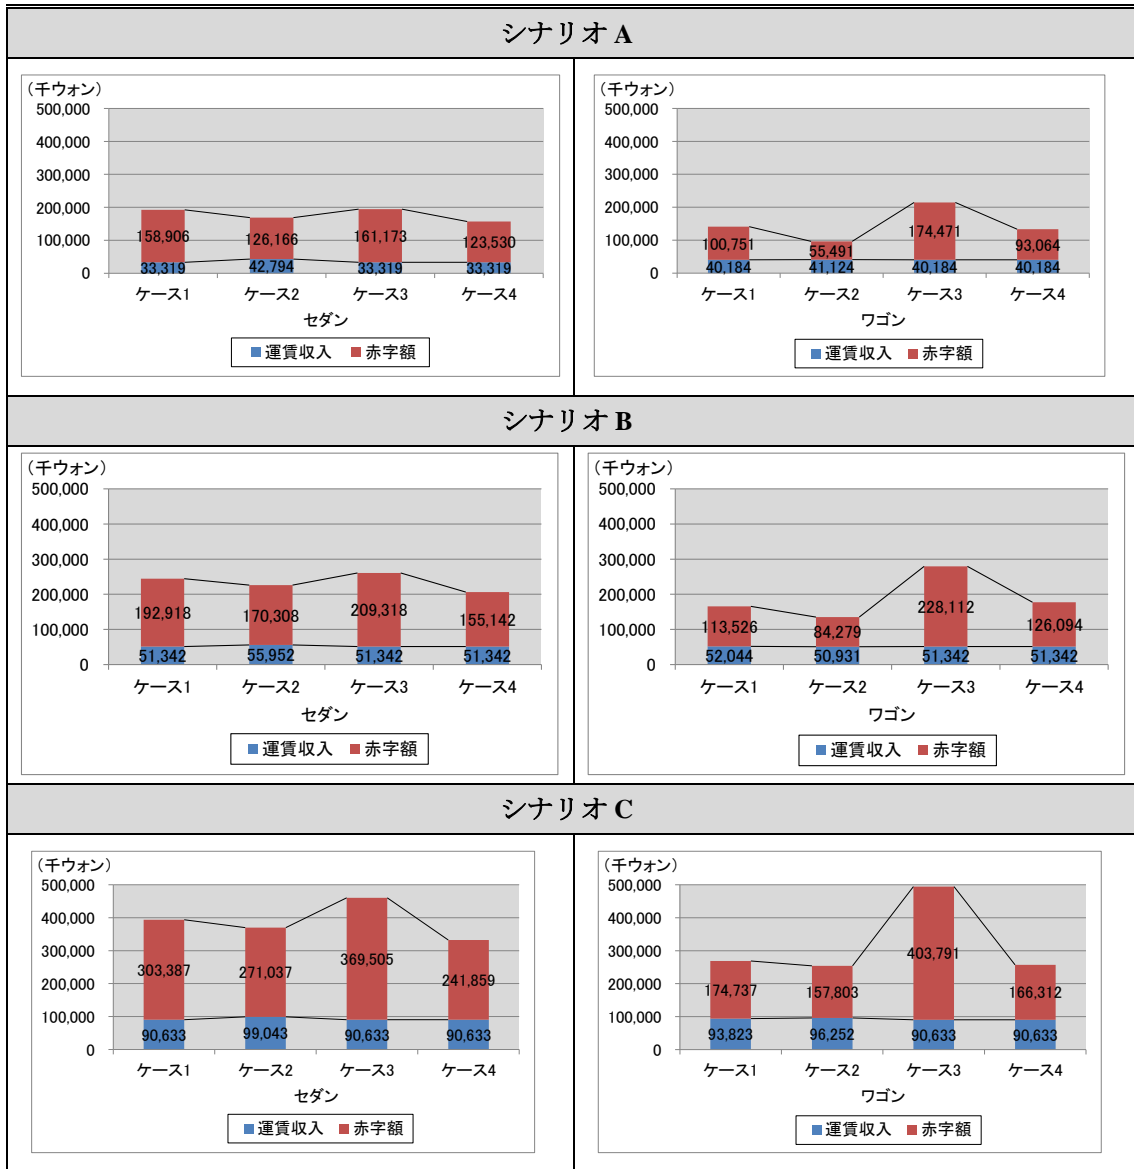 シナリオ A
（千ウォン）
500,000
400,000
300,000
200,000
100,000
0
158,906 126,166 161,173 123,530
33,319 42,794 33,319 33,319
ケース1 ケース2 ケース3 ケース4
セダン
運賃収入 赤字額
（千ウォン）
500,000
400,000
300,000
200,000
100,000
0
100,751 55,491 174,471 93,064
40,184 41,124 40,184 40,184
ケース1 ケース2 ケース3 ケース4
ワゴン
運賃収入 赤字額
シナリオ B
（千ウォン）
500,000
400,000
300,000
200,000
100,000
0
192,918 170,308 209,318 155,142
51,342 55,952 51,342 51,342
ケース1 ケース2 ケース3 ケース4
セダン
運賃収入 赤字額
（千ウォン）
500,000
400,000
300,000
200,000
100,000
0
113,526 84,279 228,112 126,094
52,044 50,931 51,342 51,342
ケース1 ケース2 ケース3 ケース4
ワゴン
運賃収入 赤字額
シナリオ C
（千ウォン）
500,000
400,000
300,000
200,000
100,000
0
303,387 271,037 369,505 241,859
90,633 99,043 90,633 90,633
ケース1 ケース2 ケース3 ケース4
セダン
運賃収入 赤字額
（千ウォン）
500,000
400,000
300,000
200,000
100,000
0
174,737 157,803 403,791 166,312
93,823 96,252 90,633 90,633
ケース1 ケース2 ケース3 ケース4
ワゴン
運賃収入 赤字額